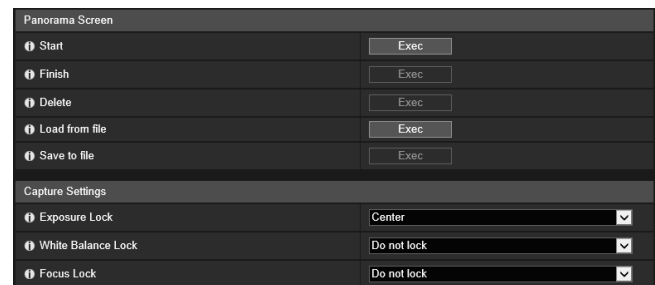 Panorama Screen
Start Exec
Finish Exec
Delete Exec
Load from file Exec
Save to file Exec
Capture Settings
Exposure Lock Center
White Balance Lock Do not lock
Focus Lock Do not lock